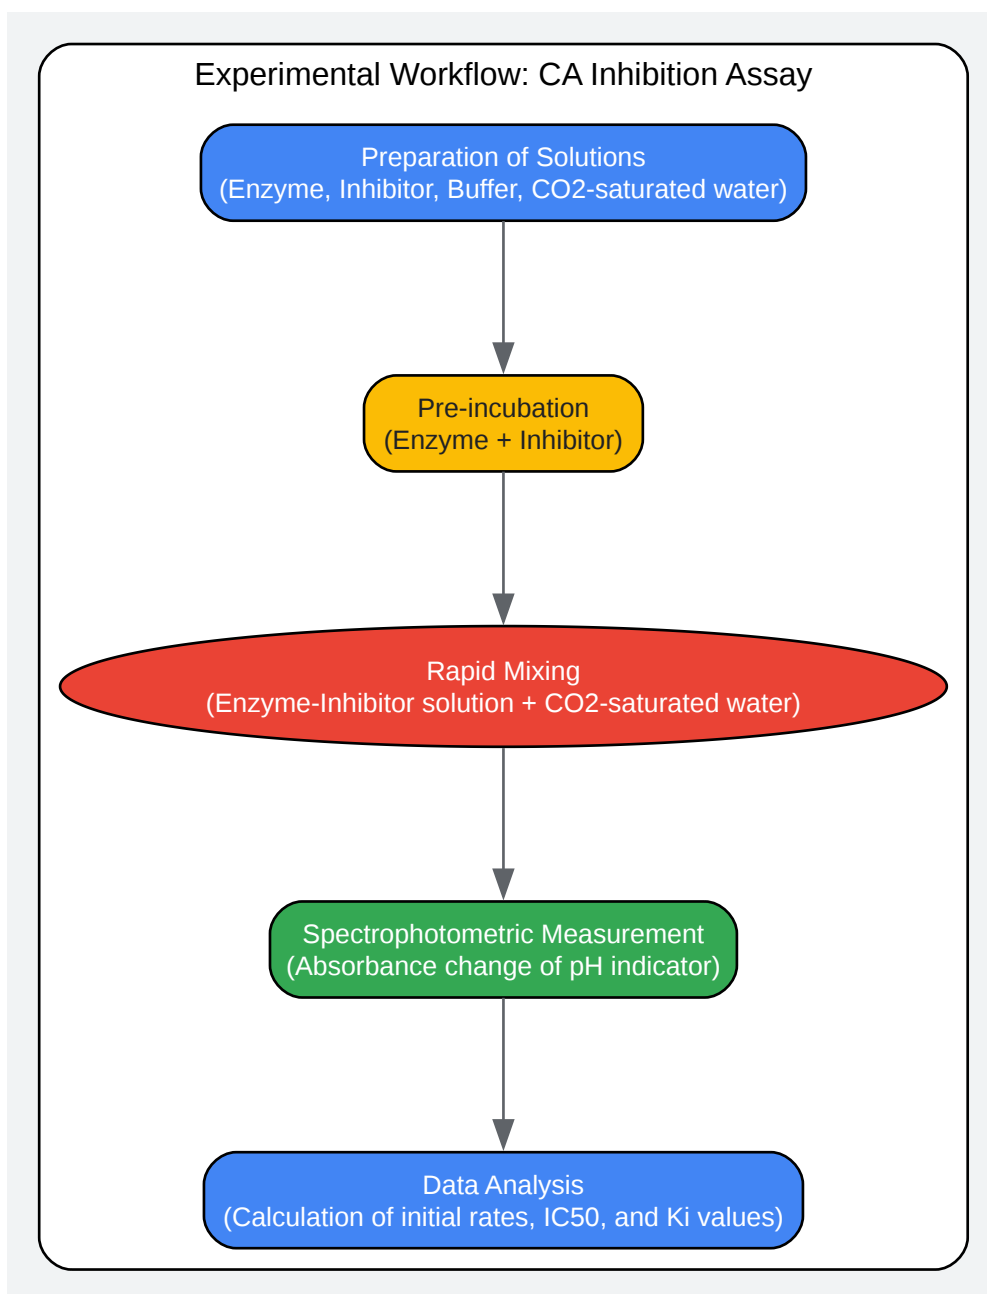 Experimental Workflow: CA Inhibition Assay
Preparation of Solutions
(Enzyme, Inhibitor, Buffer, CO2-saturated water)
Pre-incubation
(Enzyme + Inhibitor)
Rapid Mixing
(Enzyme-Inhibitor solution + CO2-saturated water)
Spectrophotometric Measurement
(Absorbance change of pH indicator)
Data Analysis
(Calculation of initial rates, IC50, and Ki values)